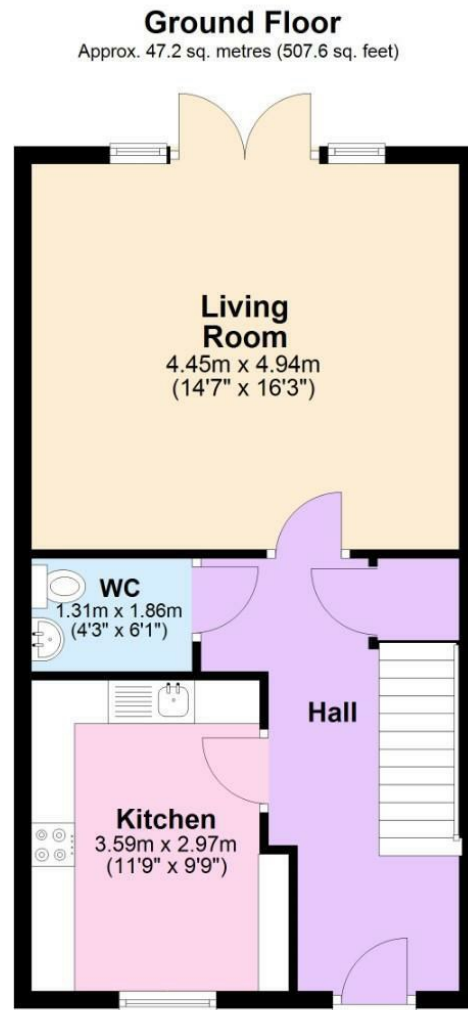 Ground Floor
Approx. 47.2 sq. metres (507.6 sq. feet)
Living
Room
4.45m x 4.94m
(14'7" x 16'3")
WC
1.31m x 1.86m
(4'3" x 6'1")
Hall
Kitchen
3.59m x 2.97m
(11'9" x 9'9")